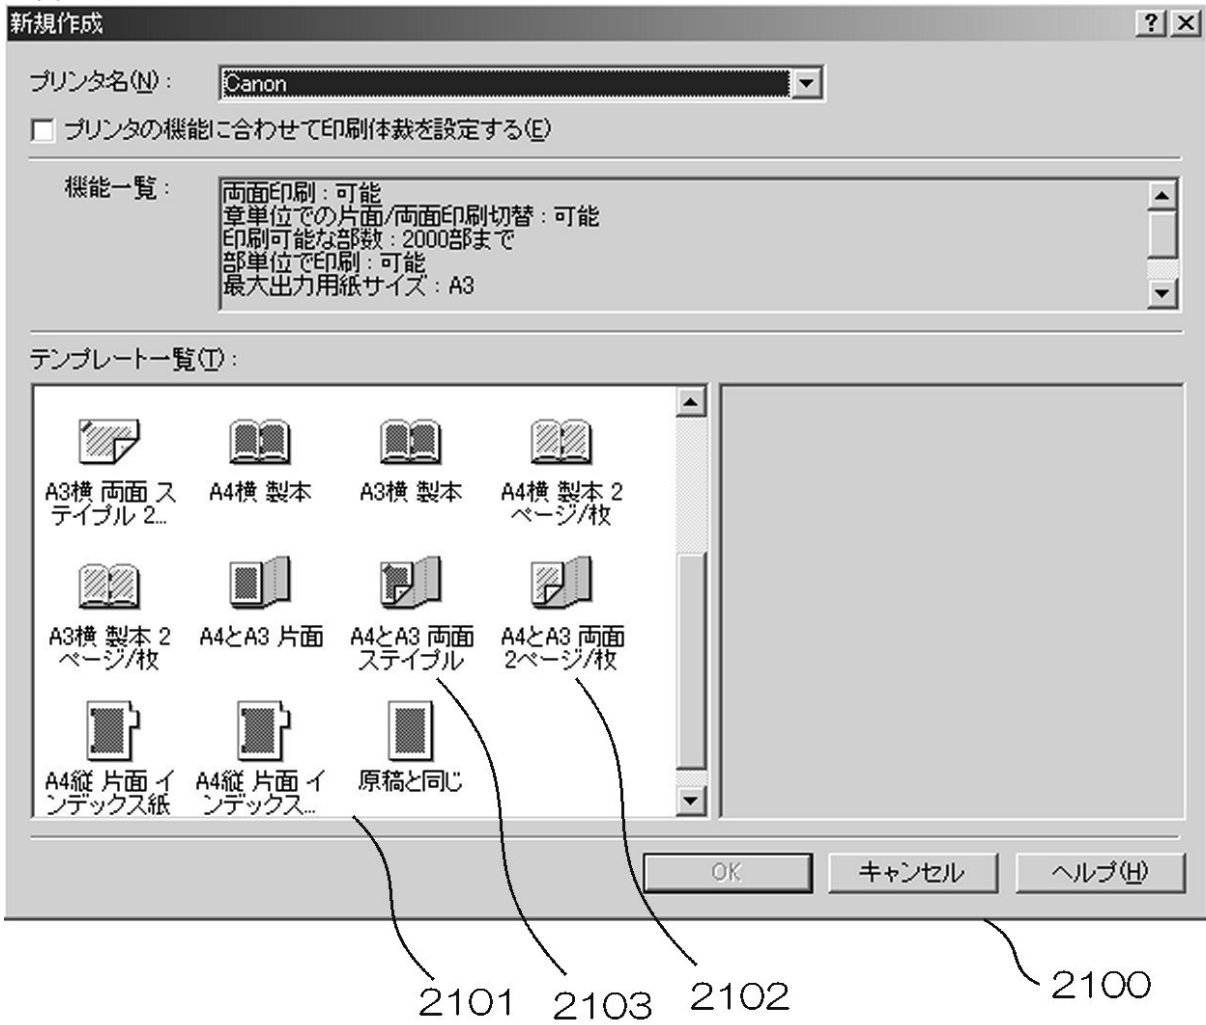 新規作成
プリンタ名(N):
Canon
プリンタの機能に合わせて印刷体裁を設定する(E)
機能一覧:
両面印刷:可能
章単位での片面/両面印刷切替:可能
印刷可能な部数:2000部まで
部単位で印刷:可能
最大出力用紙サイズ:A3
テンプレート一覧(T):
A3横 両面 ス
テイプル 2...
A4横 製本
A3横 製本
A4横 製本 2
ページ/枚
A3横 製本 2
ページ/枚
A4とA3 片面
A4とA3 両面
ステイプル
A4とA3 両面
2ページ/枚
A4縦 片面 イ
ンデックス紙
A4縦 片面 イ
ンデックス...
原稿と同じ
OK
キャンセル
ヘルプ(H)
2101
2103
2102
2100